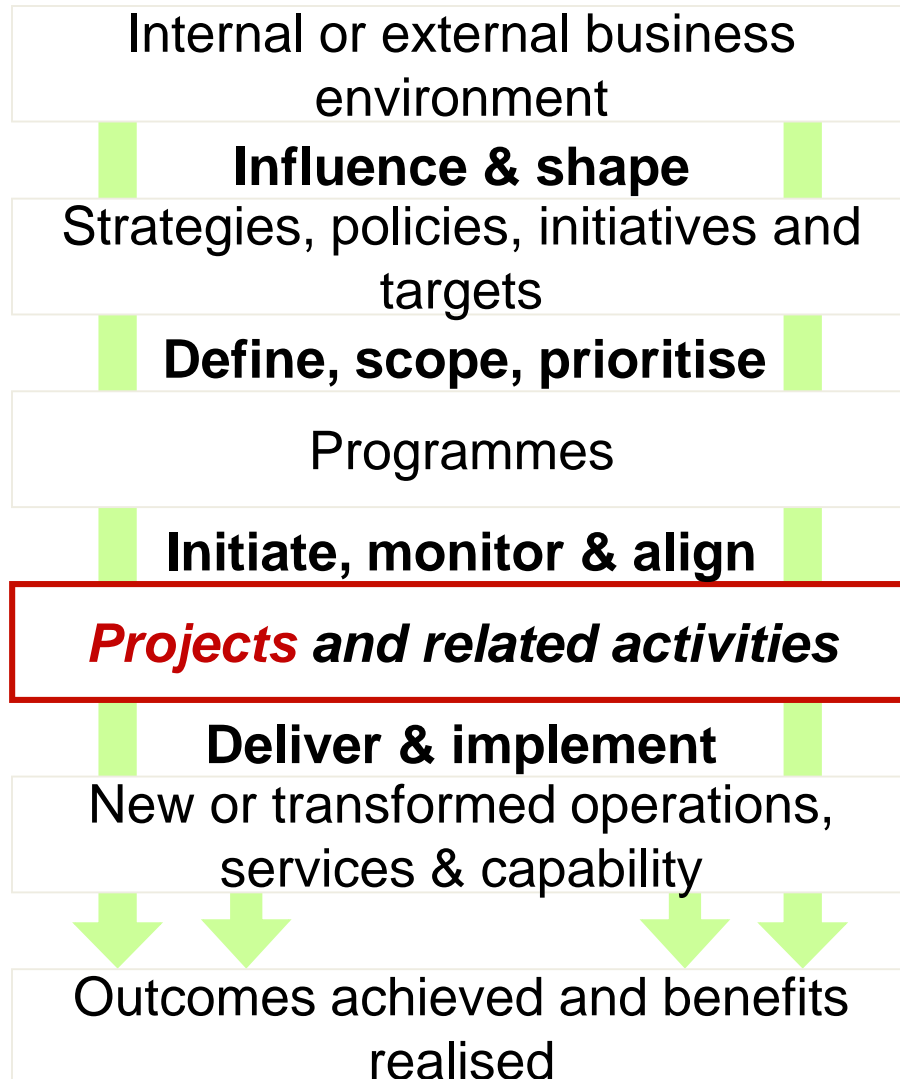 Internal or external business
environment
Influence & shape
Strategies, policies, initiatives and
targets
Define, scope, prioritise
Programmes
Initiate, monitor & align
Projects and related activities
Deliver & implement
New or transformed operations,
services & capability
Outcomes achieved and benefits
realised